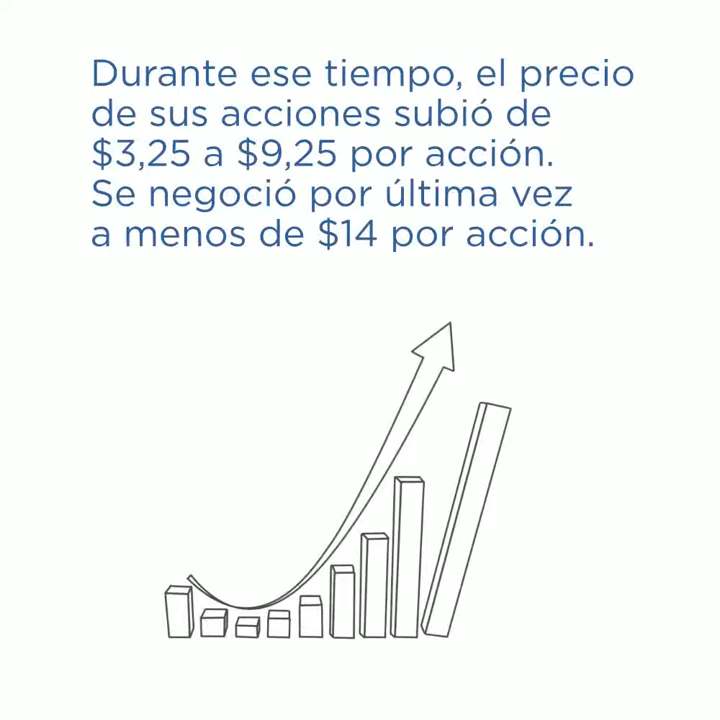 Durante ese tiempo, el precio
de sus acciones subió de
$3,25 a $9,25 por acción.
Se negoció por última vez
a menos de $14 por acción.